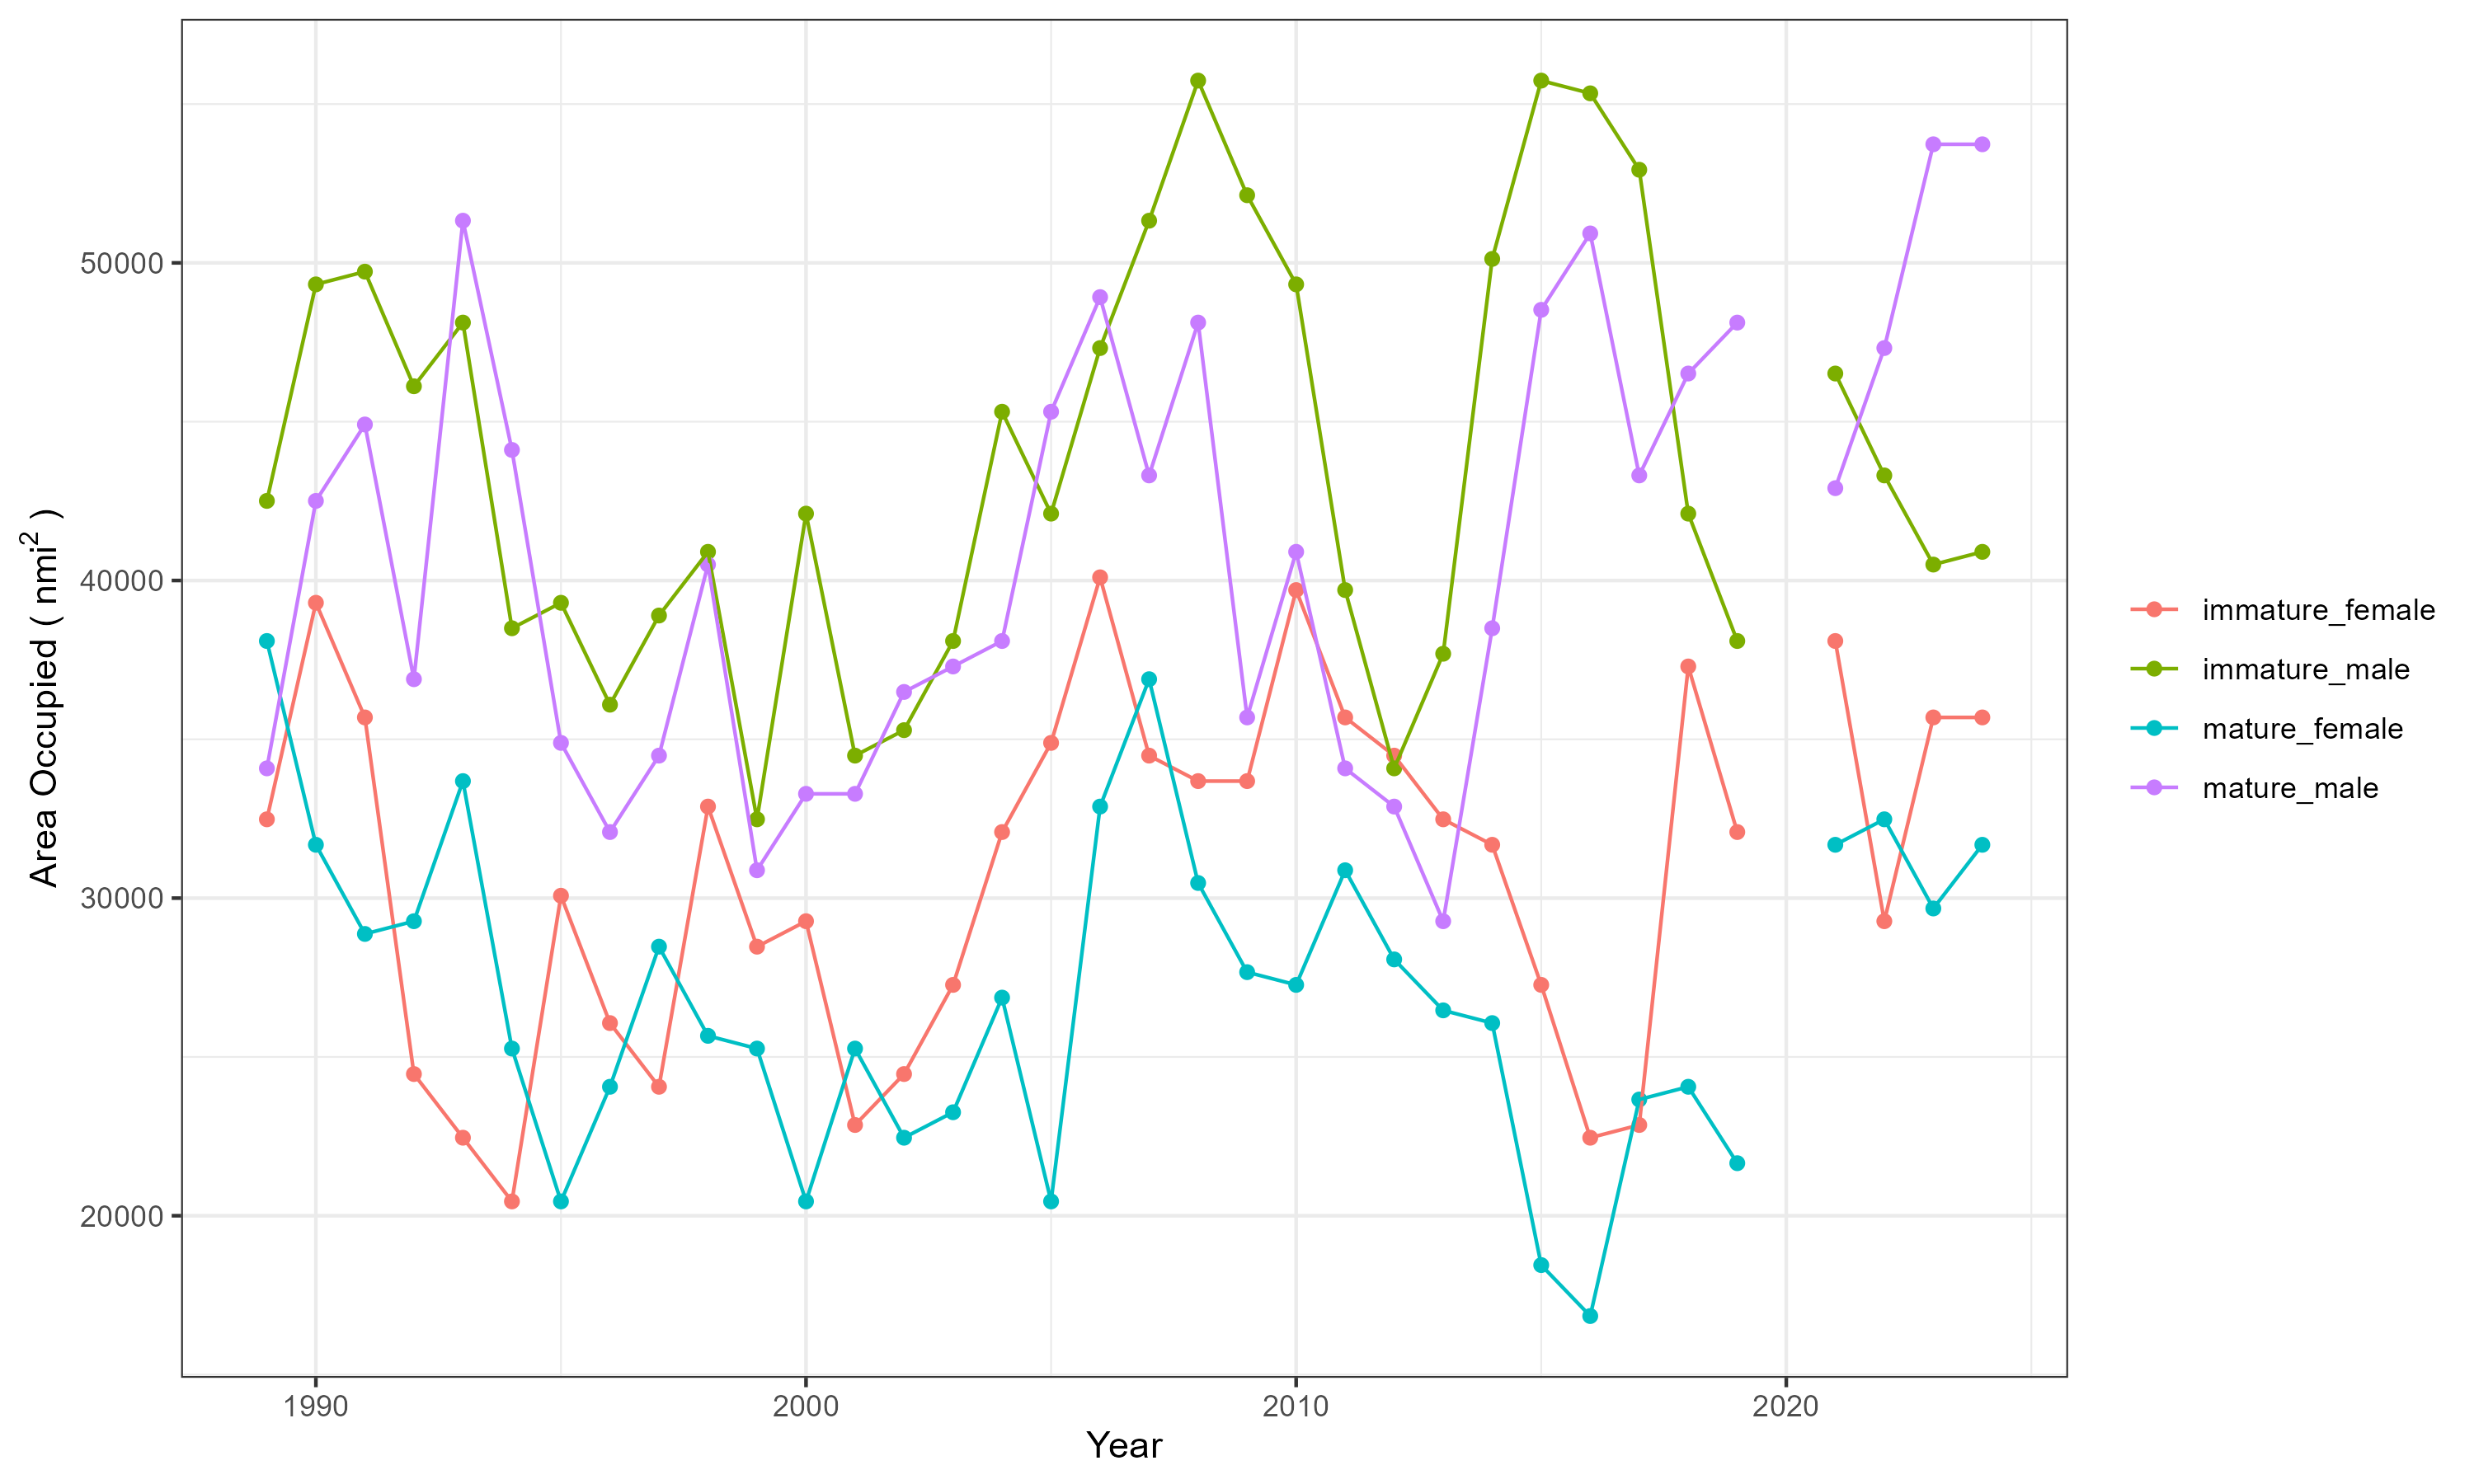 Area Occupied ( nmi² )
50000
40000
30000
20000
1990
2000
2010
2020
Year
immature_female
immature_male
mature_female
mature_male